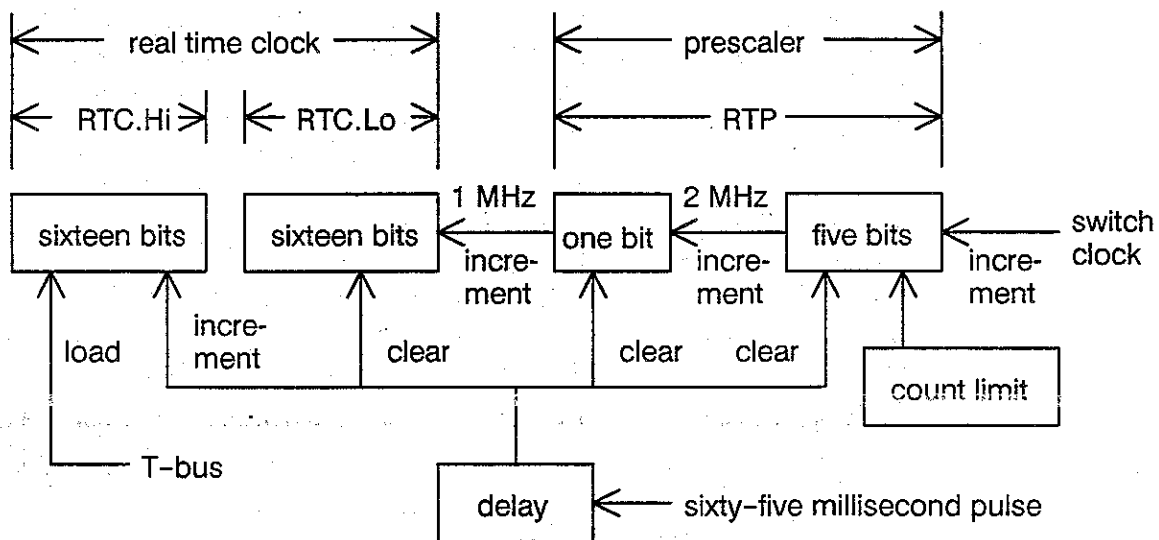 real time clock
prescaler
RTC.Hi
RTC.Lo
RTP
1 MHz
2 MHz
sixteen bits
sixteen bits
one bit
five bits
switch
clock
incre-
ment
incre-
ment
incre-
ment
incre-
ment
load
clear
clear
clear
count limit
T-bus
delay
sixty-five millisecond pulse